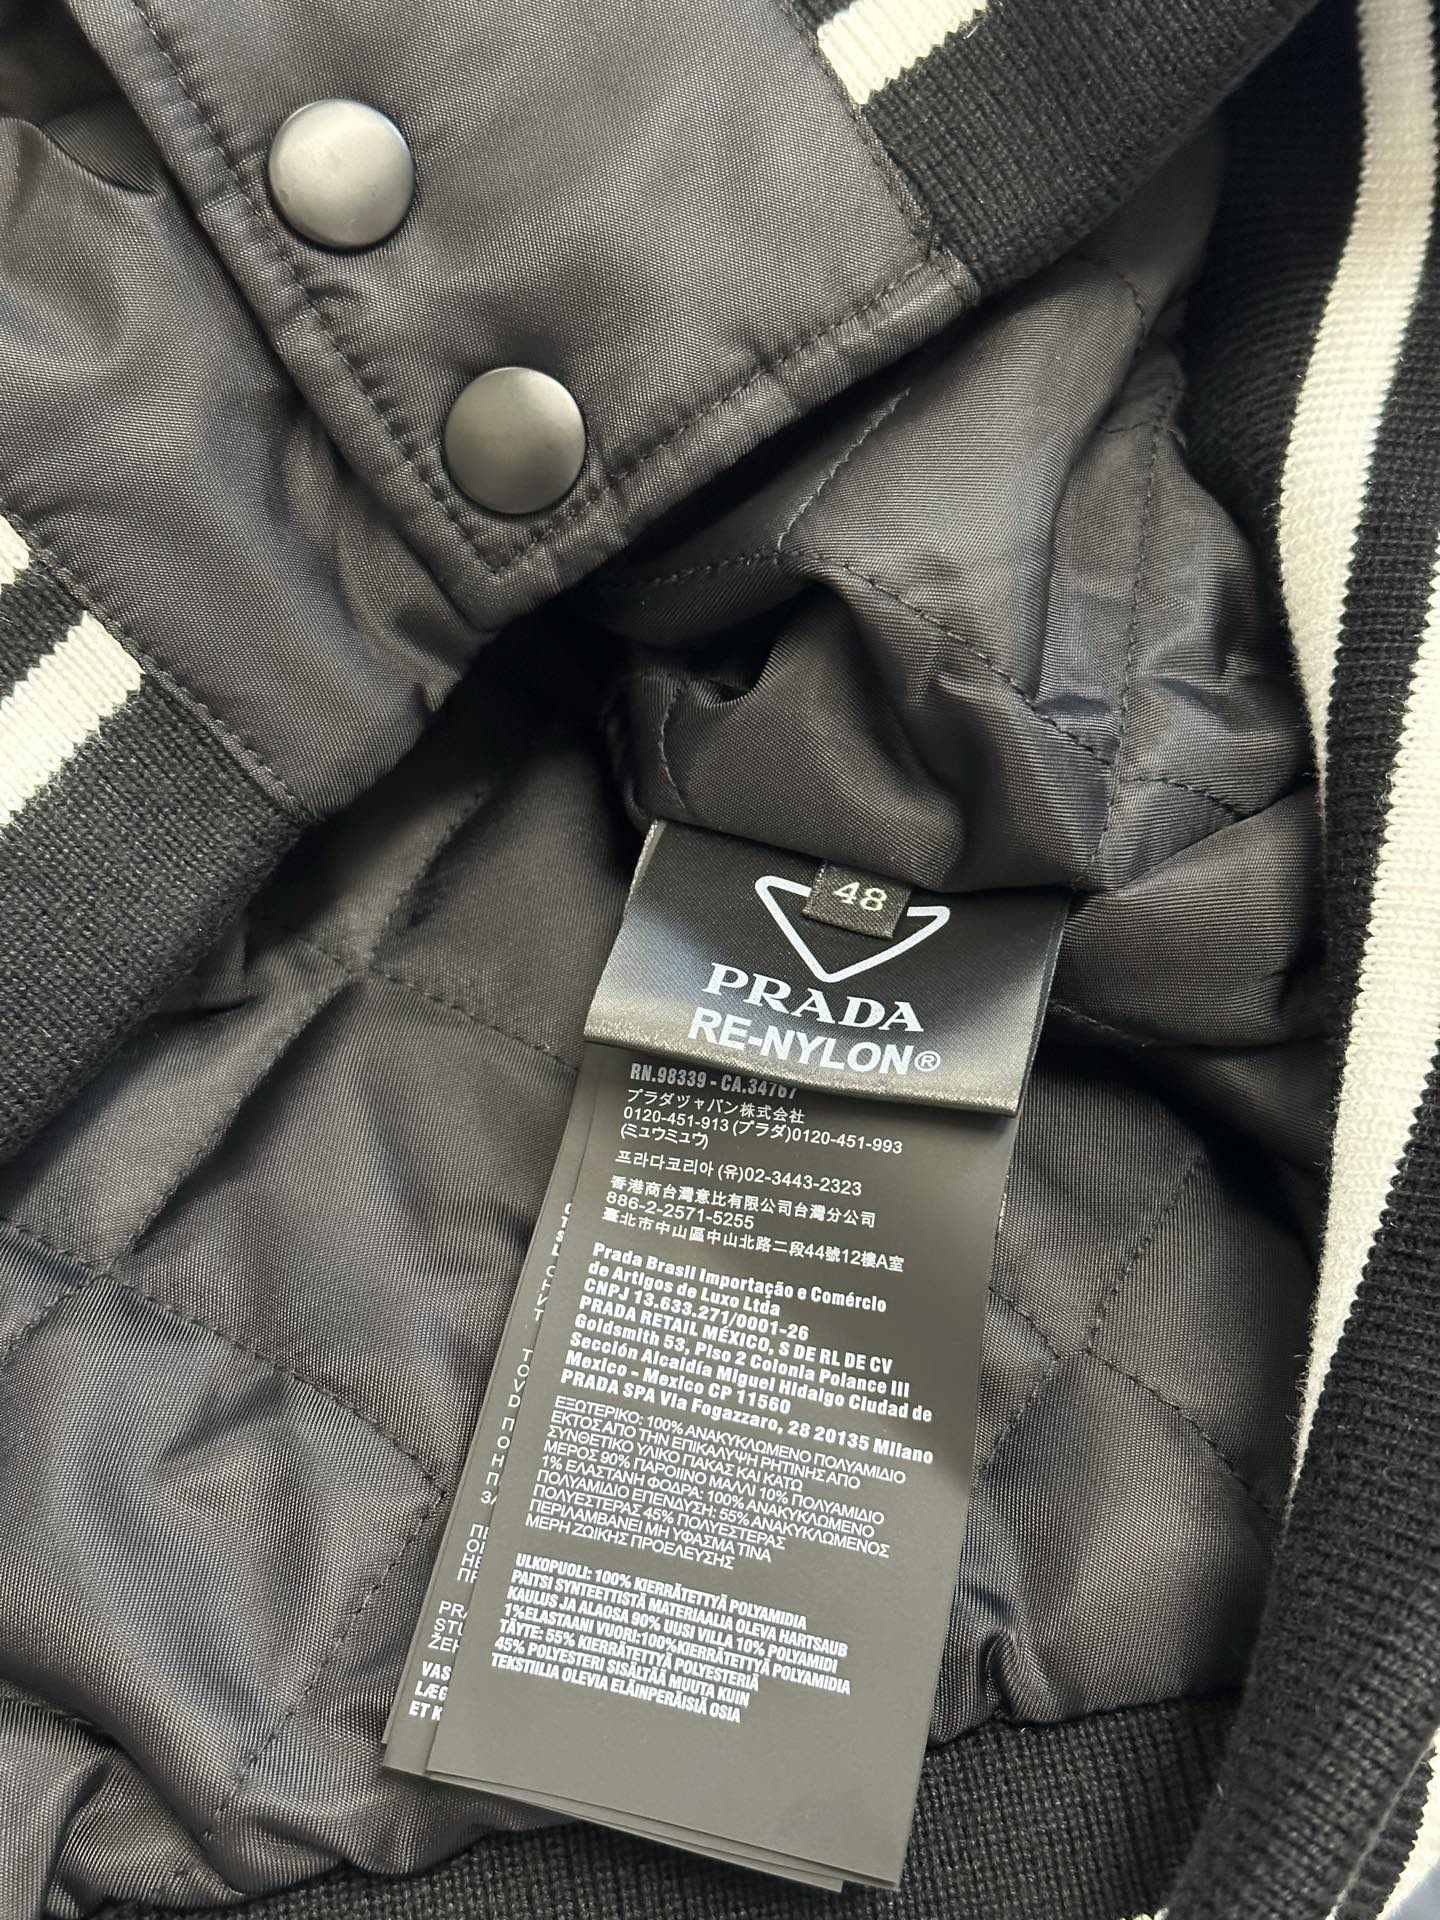 48
PRADA
RE-NYLON®
RN.98339 - CA.34767
プラダジャパン株式会社
0120-451-913 (プラダ)0120-451-993
(ミュウミュウ)
프라다코리아 (유)02-3443-2323
香港商台灣意比有限公司台灣分公司
886-2-2571-5255
臺北市中山區中山北路二段44號12樓A室
Prada Brasil Importação e Comércio
de Artigos de Luxo Ltda
CNPJ 13.633.271/0001-26
PRADA RETAIL MÉXICO, S DE RL DE CV
Goldsmith 53, Piso 2 Colonia Polance III
Sección Alcaldía Miguel Hidalgo Ciudad de
Mexico - Mexico CP 11560
PRADA SPA Via Fogazzaro, 28 20135 Milano
ΕΞΩΤΕΡΙΚΟ: 100% ΑΝΑΚΥΚΛΩΜΕΝΟ ΠΟΛΥΑΜΙΔΙΟ
ΕΚΤΟΣ ΑΠΟ ΤΗΝ ΕΠΙΚΑΛΥΨΗ ΡΗΤΙΝΗΣ ΑΠΟ
ΣΥΝΘΕΤΙΚΟ ΥΛΙΚΟ ΓΙΑΚΑΣ ΚΑΙ ΚΑΤΩ
ΜΕΡΟΣ 90% ΠΑΡΟΙΙΝΟ ΜΑΛΛΙ 10% ΠΟΛΥΑΜΙΔΙΟ
1% ΕΛΑΣΤΑΝΗ ΦΟΔΡΑ: 100% ΑΝΑΚΥΚΛΩΜΕΝΟ
ΠΟΛΥΑΜΙΔΙΟ ΕΠΕΝΔΥΣΗ: 55% ΑΝΑΚΥΚΛΩΜΕΝΟΣ
ΠΟΛΥΕΣΤΕΡΑΣ 45% ΠΟΛΥΕΣΤΕΡΑΣ
ΠΕΡΙΛΑΜΒΑΝΕΙ ΜΗ ΥΦΑΣΜΑ ΤΙΝΑ
ΜΕΡΗ ΖΩΙΚΗΣ ΠΡΟΕΛΕΥΣΗΣ
ULKOPUOLI: 100% KIERRÄTETTYÄ POLYAMIDIA
PAITSI SYNTEETTISTÄ MATERIAALIA OLEVA HARTSAUB
KAULUS JA ALAOSA 90% UUSI VILLA 10% POLYAMIDI
1%ELASTAANI VUORI:100%KIERRÄTETTYÄ POLYAMIDIA
TÄYTE: 55% KIERRÄTETTYÄ POLYESTERIÄ
45% POLYESTERI SISÄLTÄÄ MUUTA KUIN
TEKSTIILIA OLEVIA ELÄINPERÄISIÄ OSIA